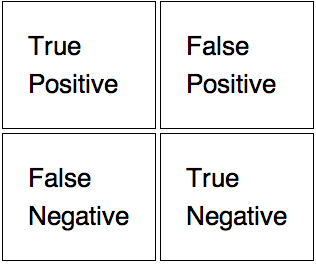 True
Positive
False
Positive
False
Negative
True
Negative